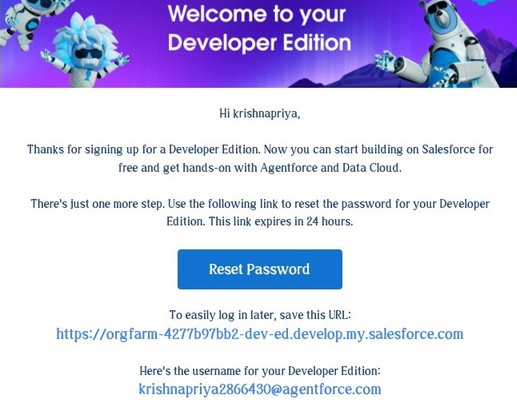 Welcome to your
Developer Edition
Hi krishnapriya,
Thanks for signing up for a Developer Edition. Now you can start building on Salesforce for
free and get hands-on with Agentforce and Data Cloud.
There's just one more step. Use the following link to reset the password for your Developer
Edition. This link expires in 24 hours.
Reset Password
To easily log in later, save this URL:
https://orgfarm-4277b97bb2-dev-ed.develop.my.salesforce.com
Here's the username for your Developer Edition:
krishnapriya2866430@agentforce.com